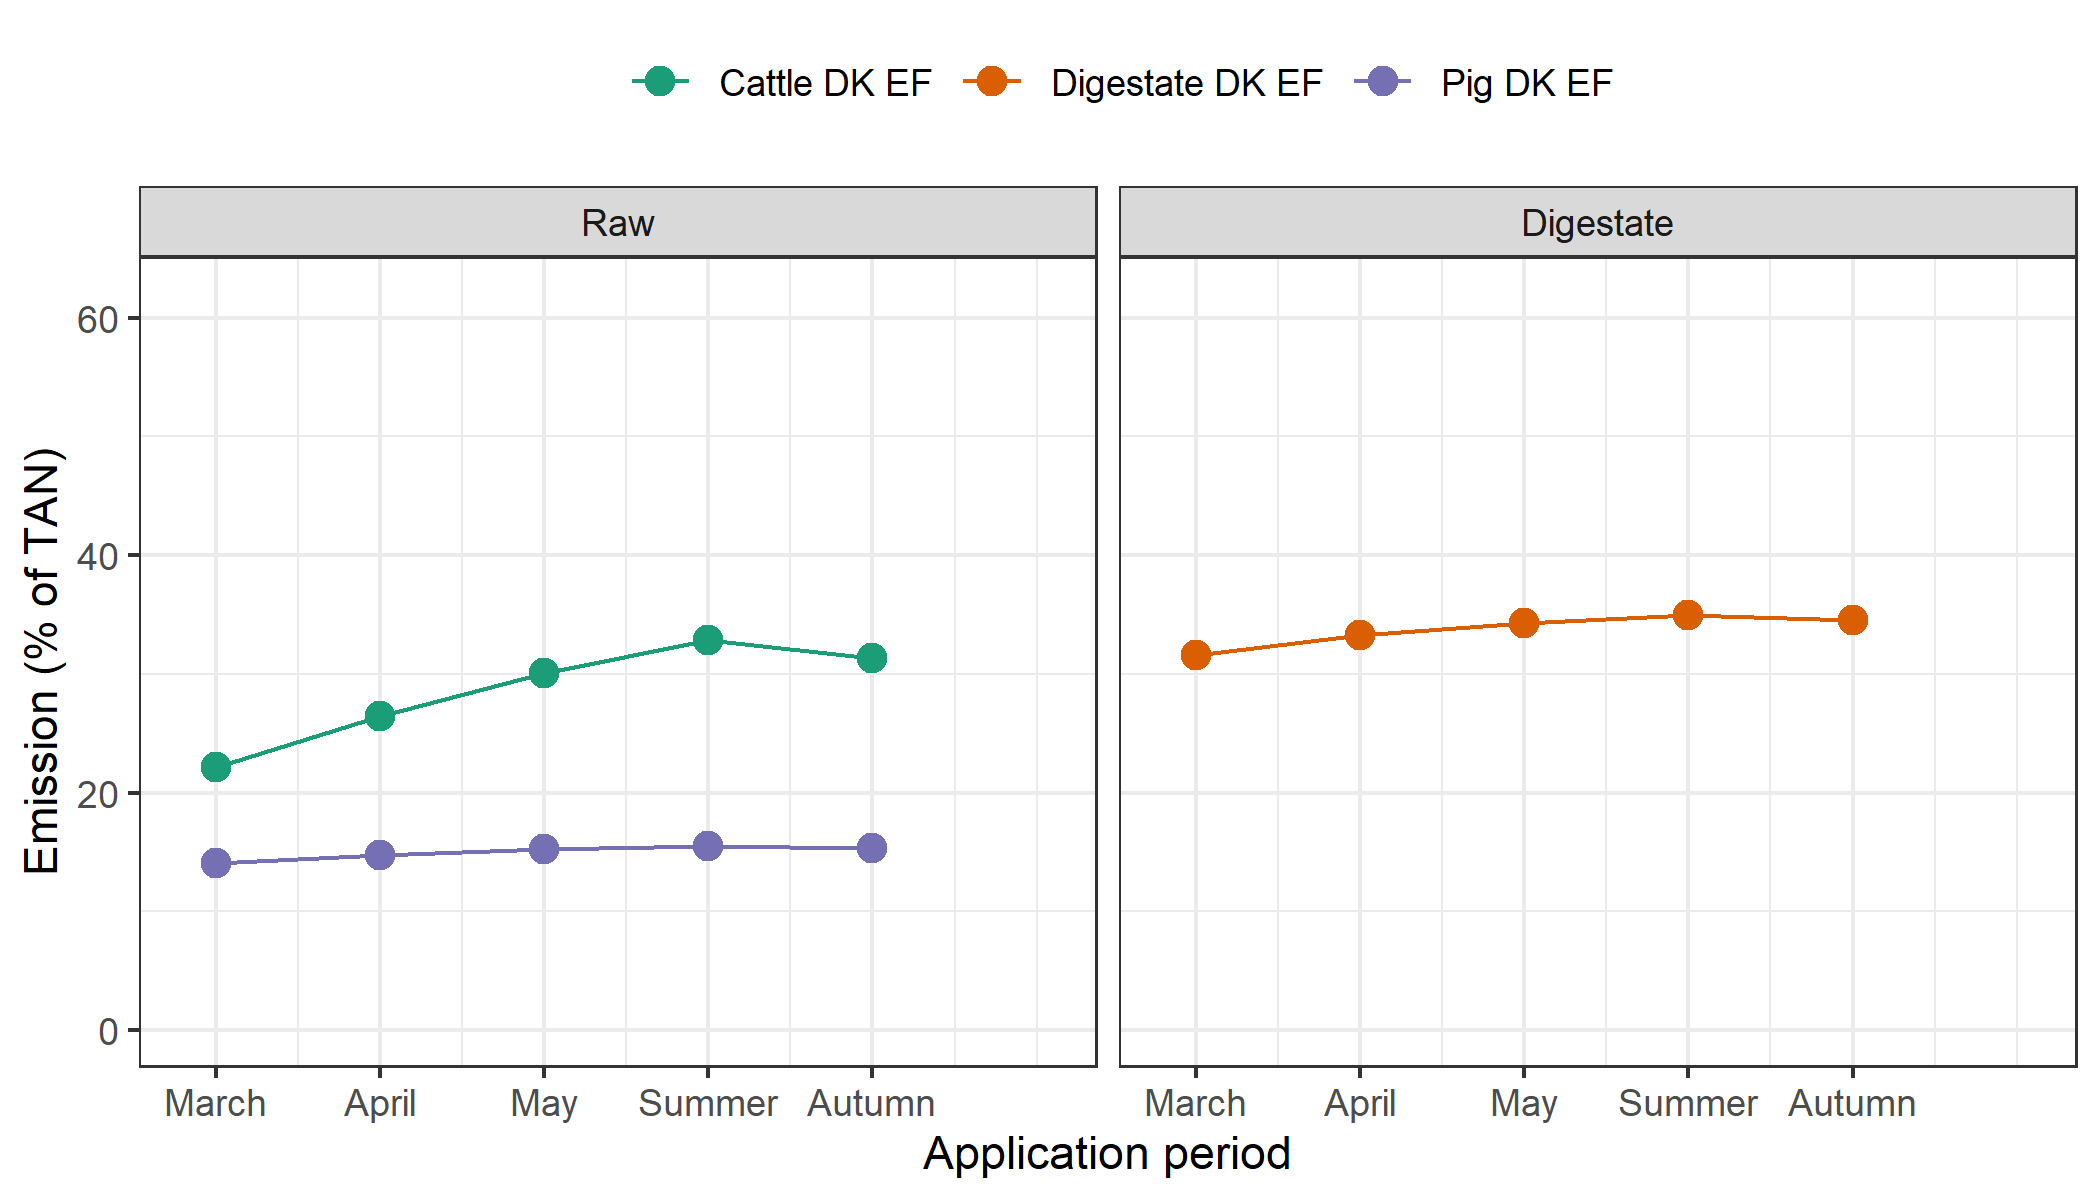 Cattle DK EF Digestate DK EF Pig DK EF
Raw Digestate
Emission (% of TAN)
60
40
20
0
March April May Summer Autumn March April May Summer Autumn
Application period